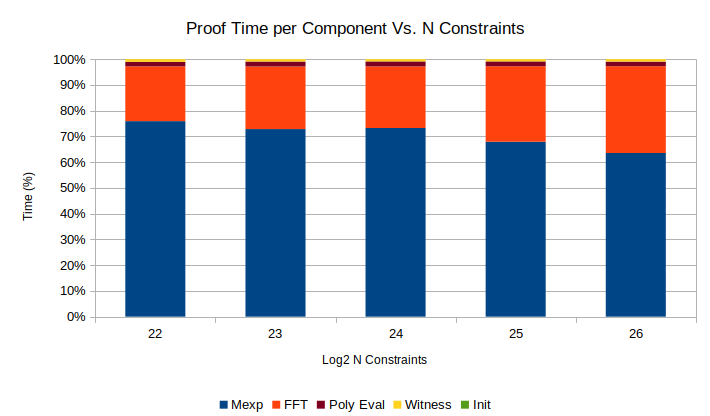 Proof Time per Component Vs. N Constraints
100%
90%
80%
70%
60%
50%
40%
30%
20%
10%
0%
Time (%)
22 23 24 25 26
Log2 N Constraints
Mexp FFT Poly Eval Witness Init